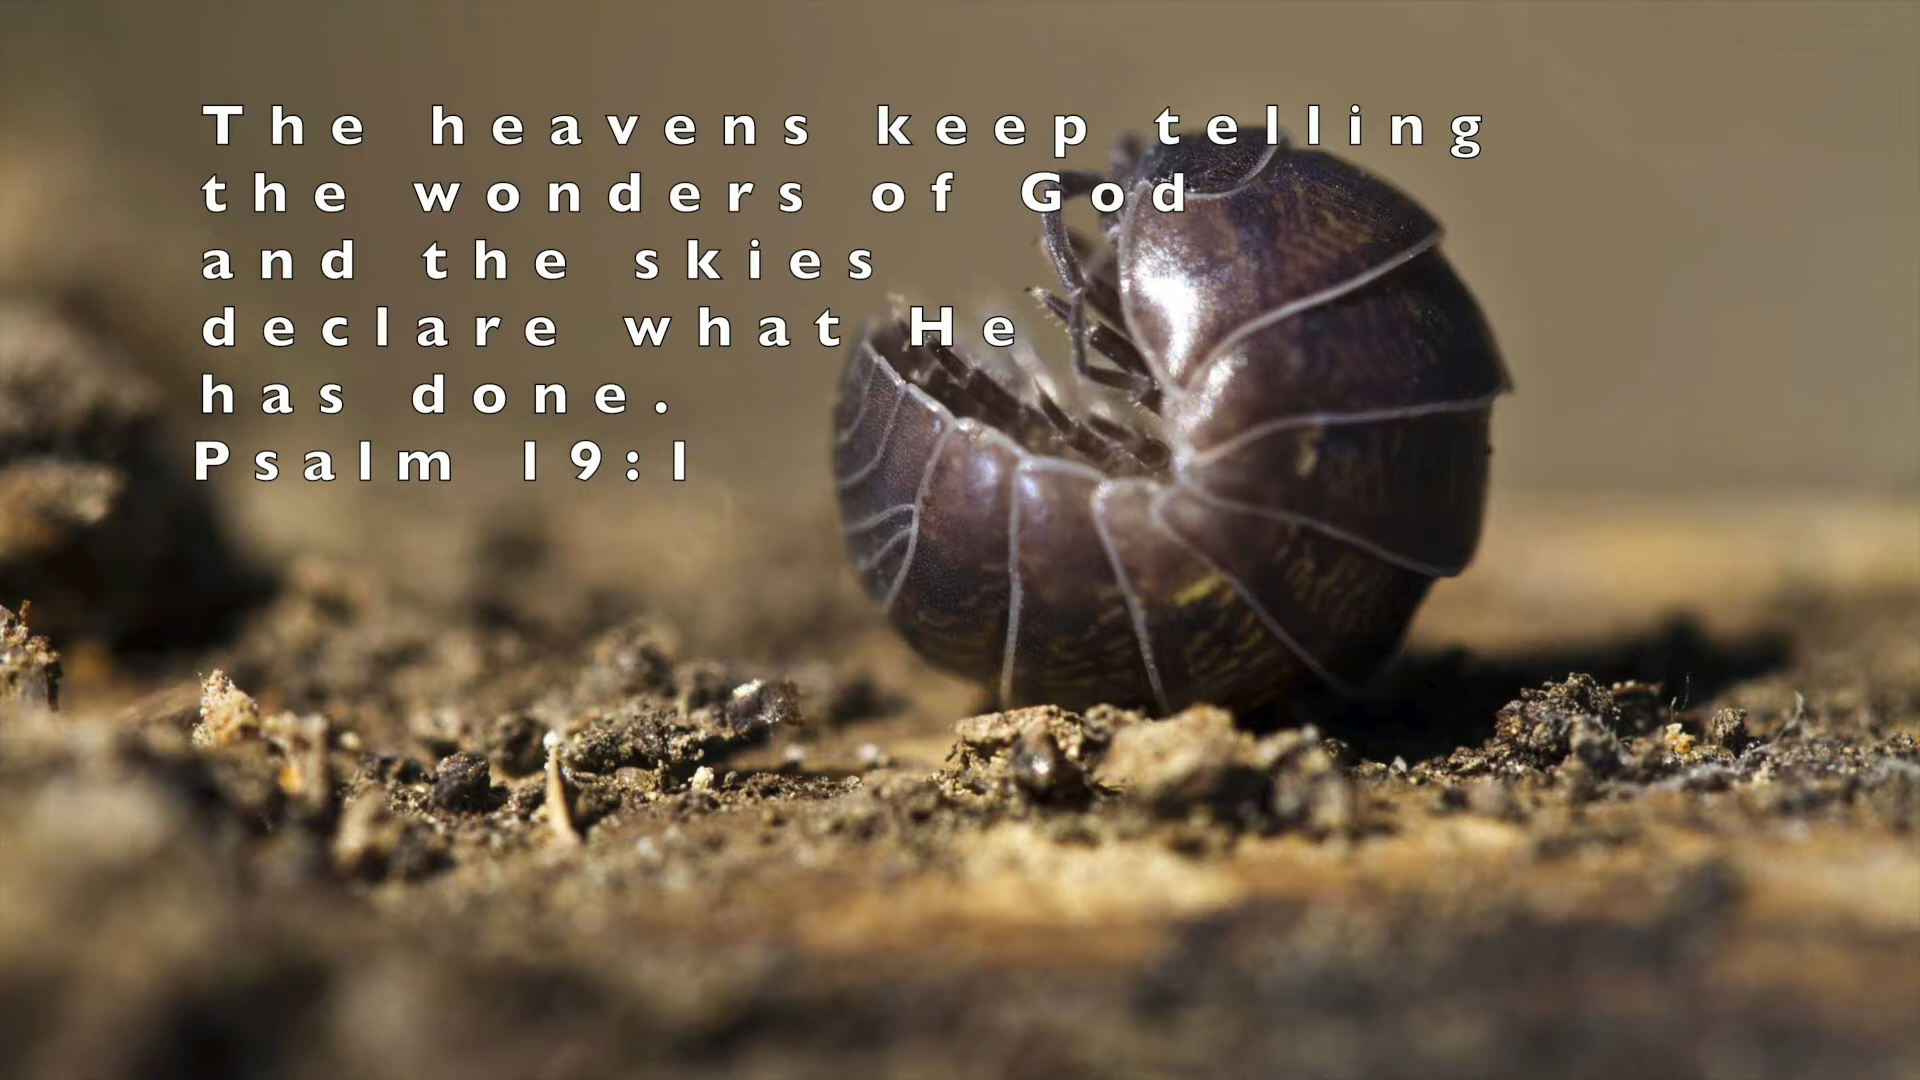 The heavens keep telling
the wonders of God
and the skies
declare what He
has done.
Psalm 19:1